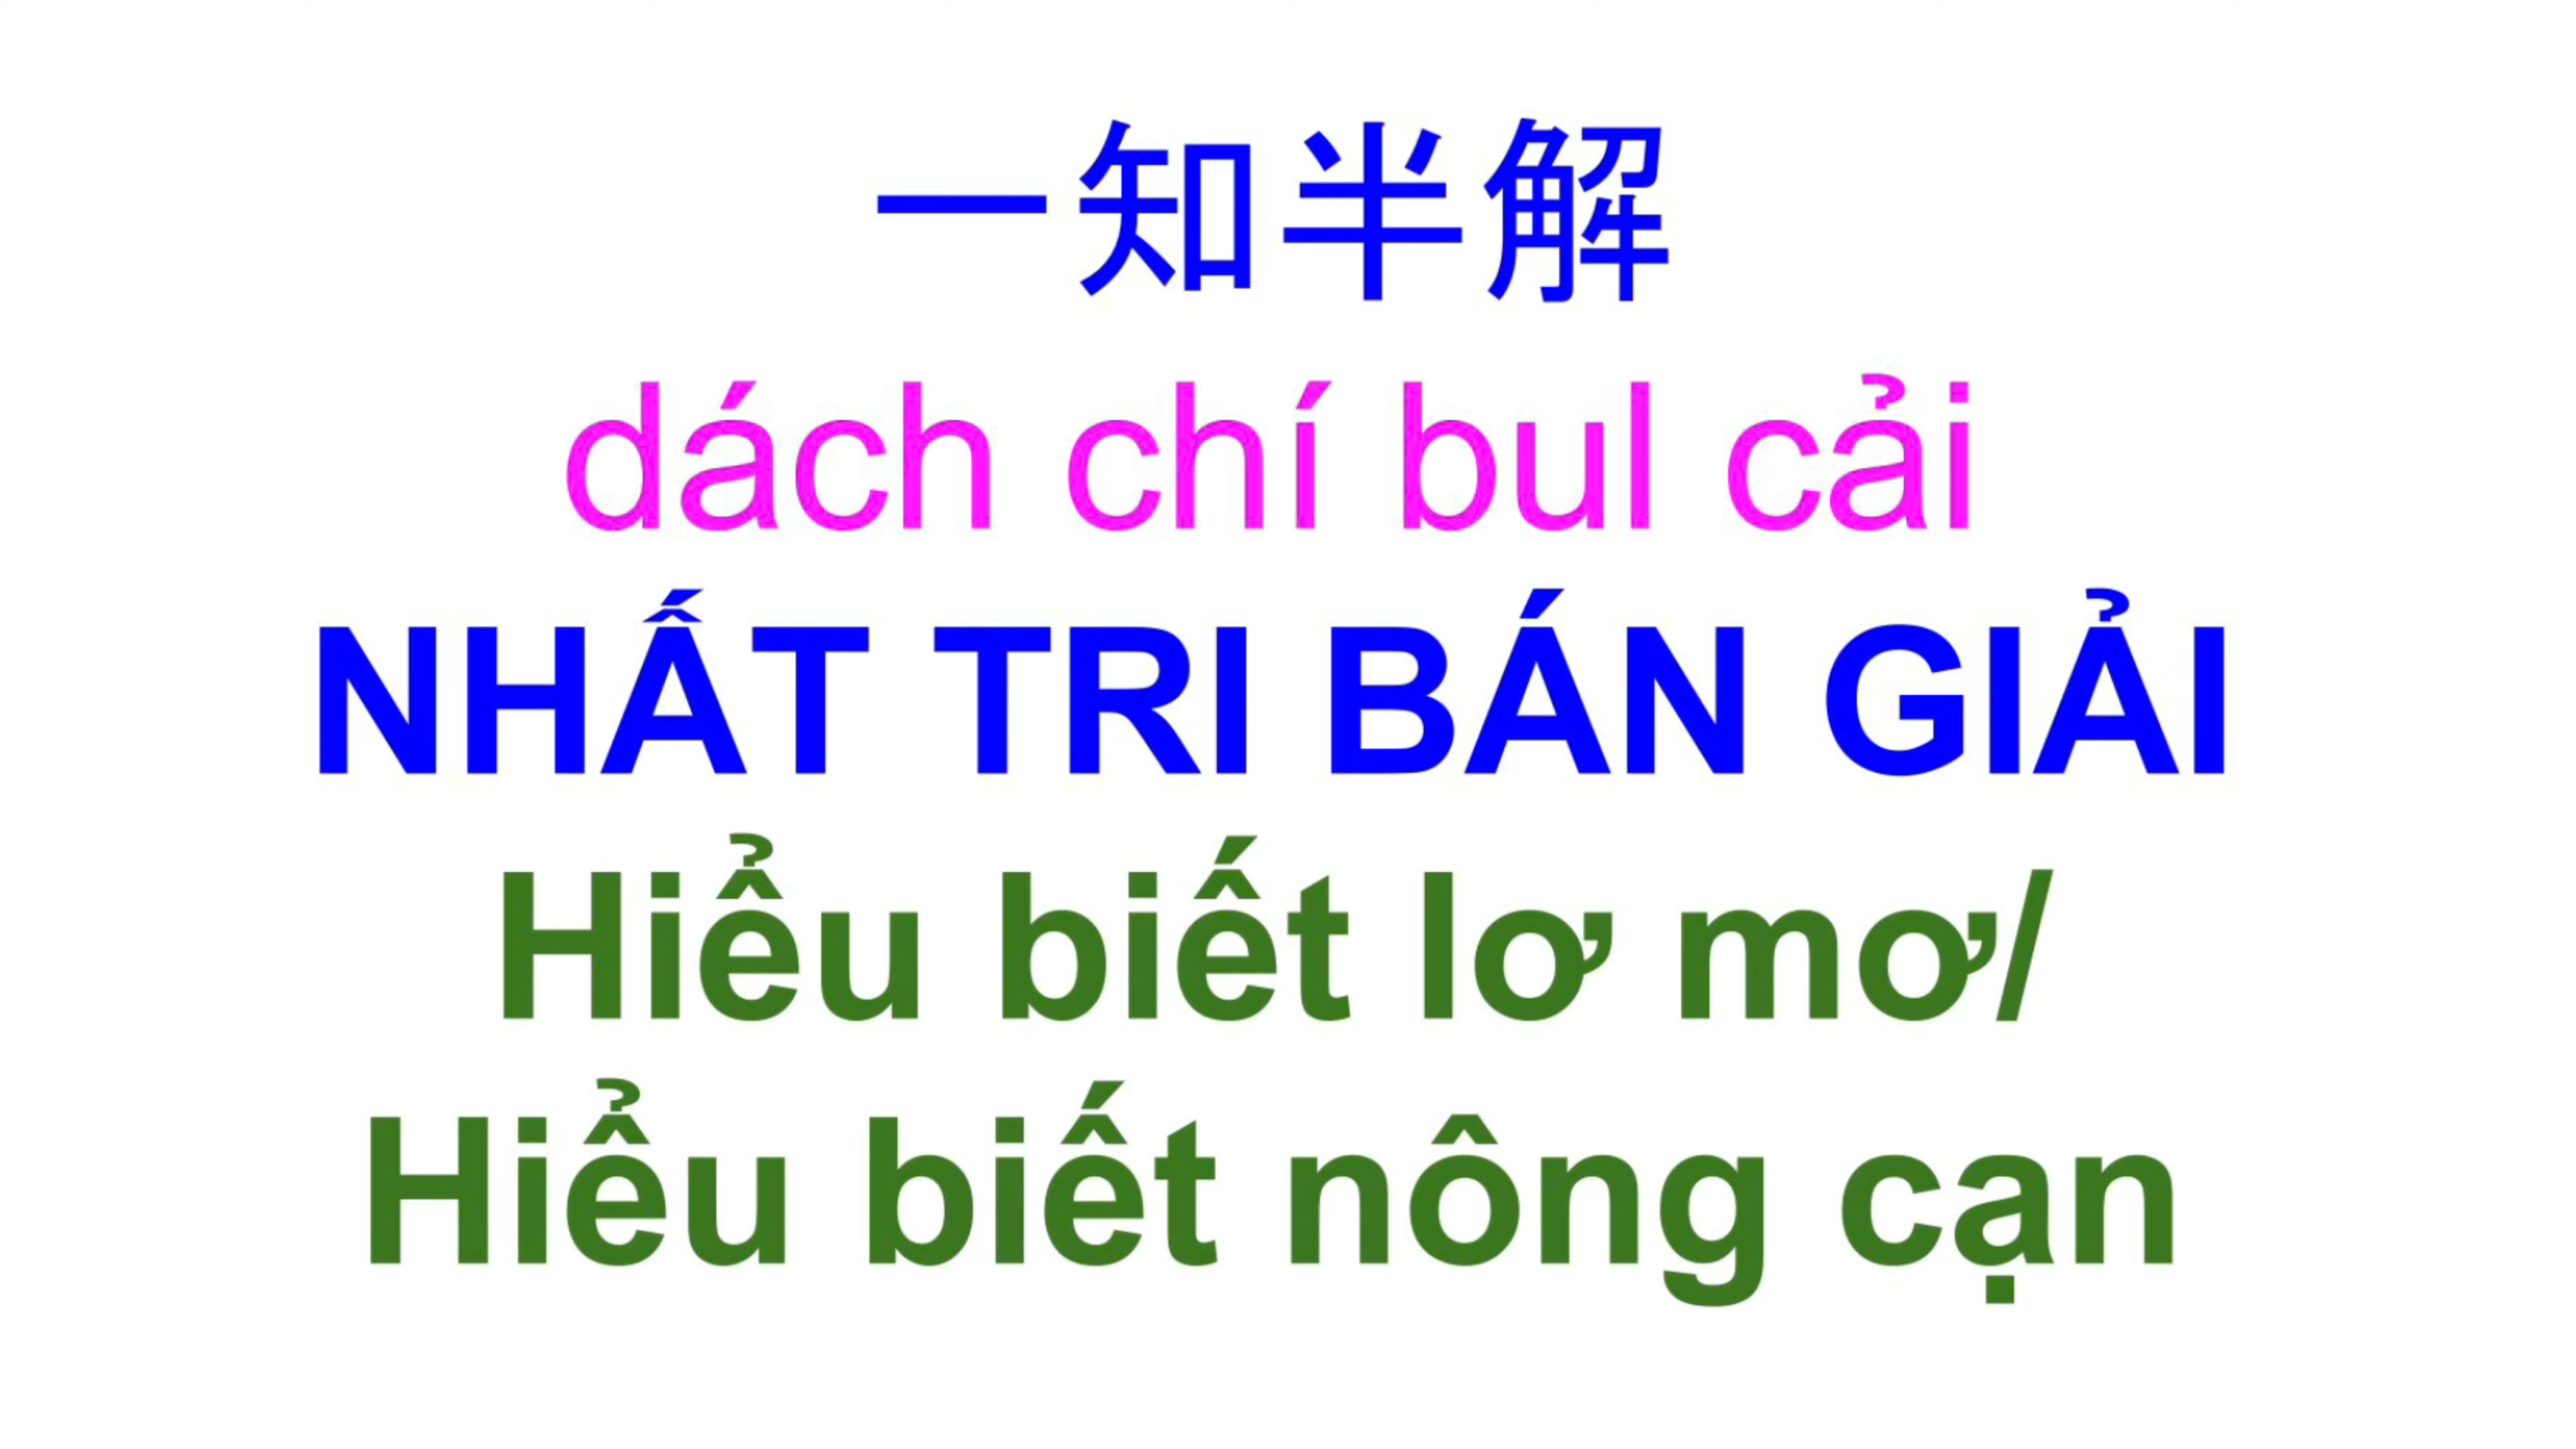 一知半解
dách chí bul cải
NHẤT TRI BÁN GIẢI
Hiểu biết lơ mơ/
Hiểu biết nông cạn